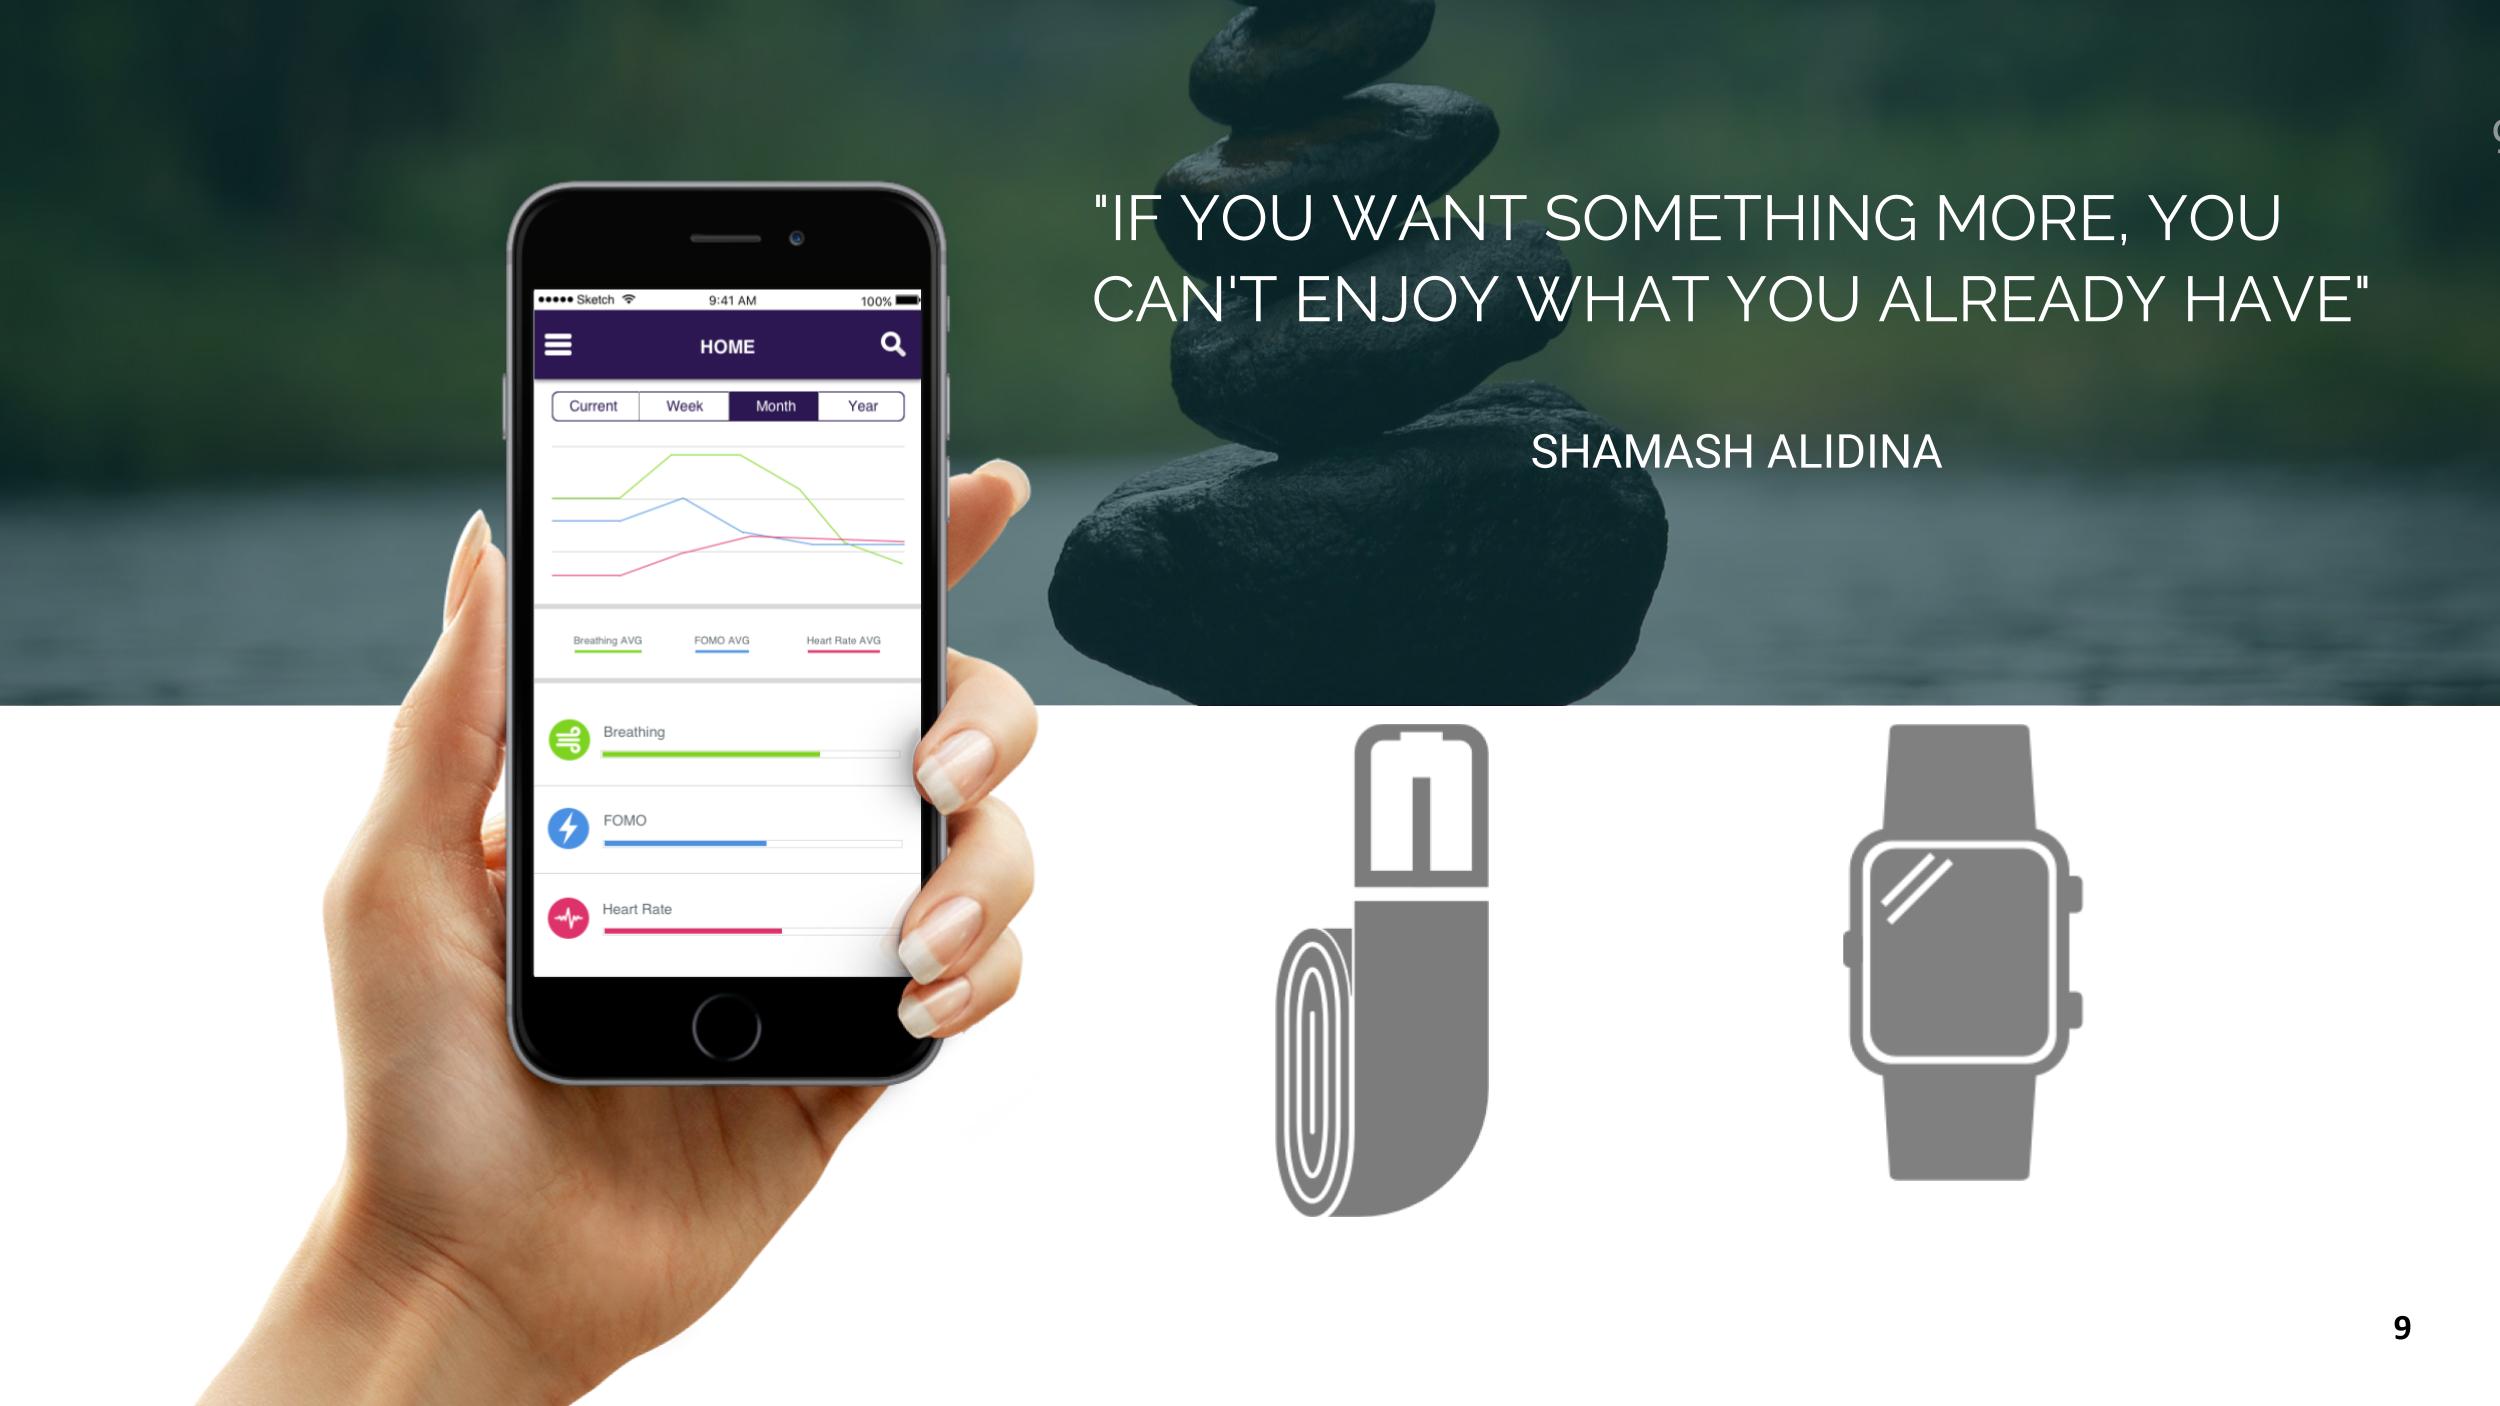 "IF YOU WANT SOMETHING MORE, YOU
CAN'T ENJOY WHAT YOU ALREADY HAVE"
SHAMASH ALIDINA
Sketch 9:41 AM 100%
HOME
Current Week Month Year
Breathing AVG FOMO AVG Heart Rate AVG
Breathing
FOMO
Heart Rate
9